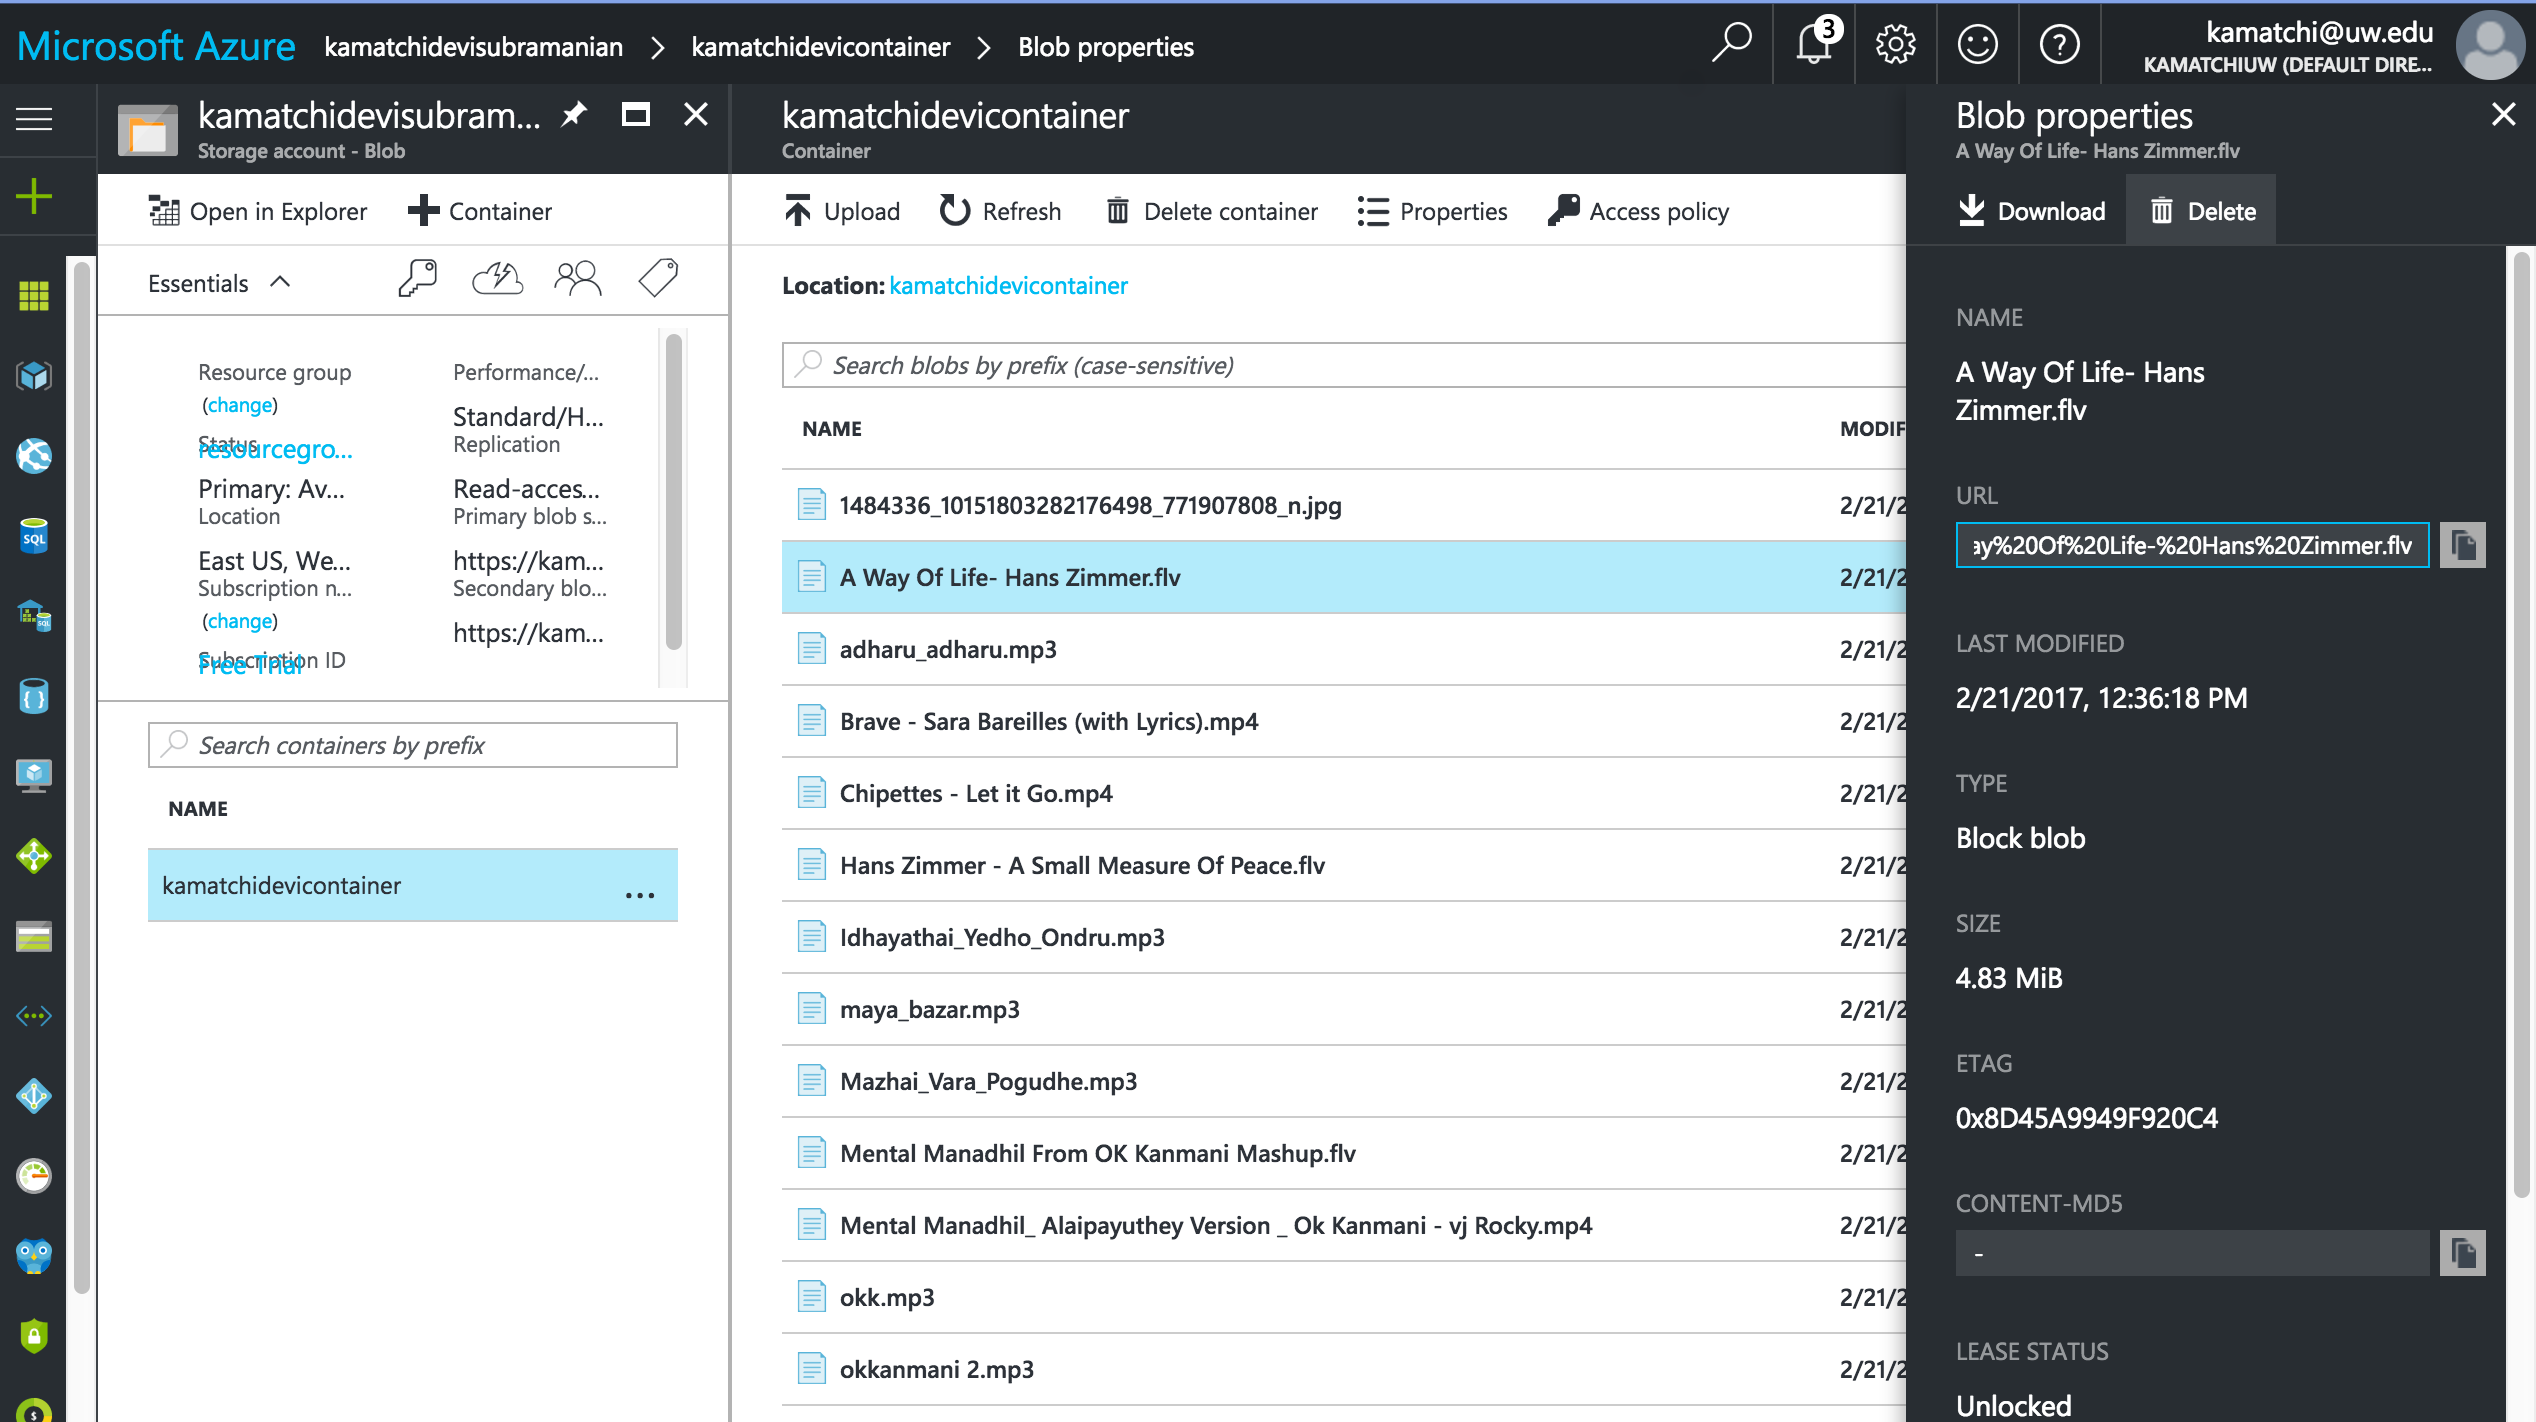 Microsoft Azure kamatchidevisubramanian > kamatchidevicontainer > Blob properties
3
kamatchi@uw.edu
KAMATCHIUW (DEFAULT DIRE...
kamatchidevisubram...
Storage account - Blob
Open in Explorer
Container
Essentials
Resource group
(change)
resourcegro...
Status
Primary: Av...
Location
East US, We...
Subscription n...
(change)
Free Trial
Subscription ID
Performance/...
Standard/H...
Replication
Read-acces...
Primary blob s...
https://kam...
Secondary blo...
https://kam...
Search containers by prefix
NAME
kamatchidevicontainer ...
kamatchidevicontainer
Container
Upload
Refresh
Delete container
Properties
Access policy
Location: kamatchidevicontainer
Search blobs by prefix (case-sensitive)
NAME MODIF
1484336_10151803282176498_771907808_n.jpg 2/21/2
A Way Of Life- Hans Zimmer.flv 2/21/2
adharu_adharu.mp3 2/21/2
Brave - Sara Bareilles (with Lyrics).mp4 2/21/2
Chipettes - Let it Go.mp4 2/21/2
Hans Zimmer - A Small Measure Of Peace.flv 2/21/2
Idhayathai_Yedho_Ondru.mp3 2/21/2
maya_bazar.mp3 2/21/2
Mazhai_Vara_Pogudhe.mp3 2/21/2
Mental Manadhil From OK Kanmani Mashup.flv 2/21/2
Mental Manadhil_ Alaipayuthey Version _ Ok Kanmani - vj Rocky.mp4 2/21/2
okk.mp3 2/21/2
okkanmani 2.mp3 2/21/2
Blob properties
A Way Of Life- Hans Zimmer.flv
Download
Delete
NAME
A Way Of Life- Hans
Zimmer.flv
URL
ay%20Of%20Life-%20Hans%20Zimmer.flv
LAST MODIFIED
2/21/2017, 12:36:18 PM
TYPE
Block blob
SIZE
4.83 MiB
ETAG
0x8D45A9949F920C4
CONTENT-MD5
-
LEASE STATUS
Unlocked
SQL
SQL